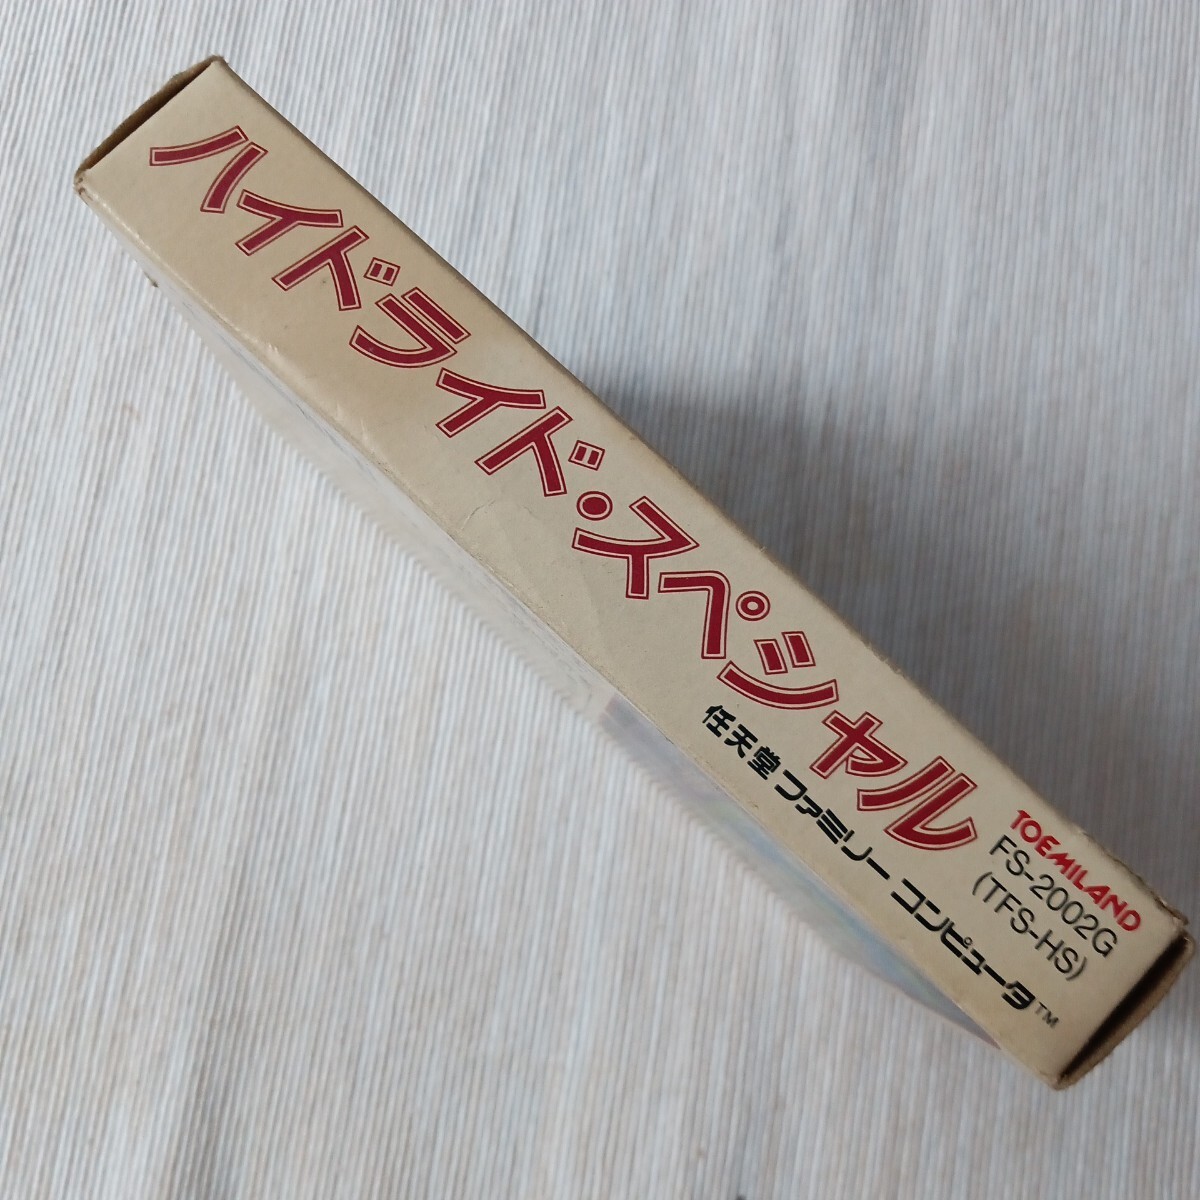 ハイドライド・スペシャル
任天堂 ファミリー コンピュータ™
TOEMILAND
FS-2002G
(TFS-HS)